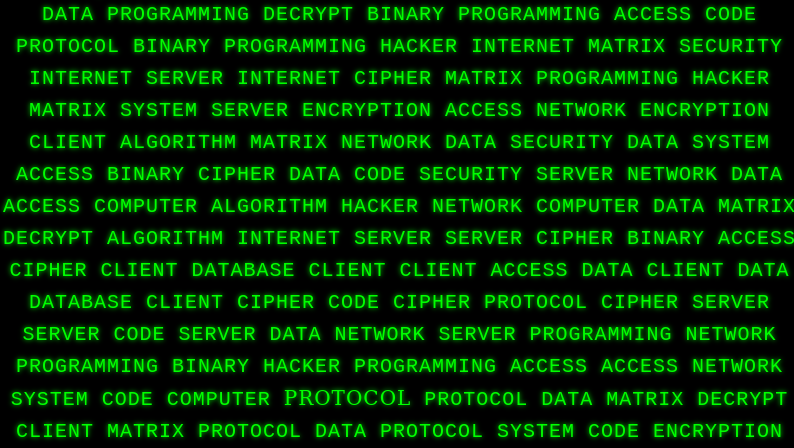 DATA PROGRAMMING DECRYPT BINARY PROGRAMMING ACCESS CODE
PROTOCOL BINARY PROGRAMMING HACKER INTERNET MATRIX SECURITY
INTERNET SERVER INTERNET CIPHER MATRIX PROGRAMMING HACKER
MATRIX SYSTEM SERVER ENCRYPTION ACCESS NETWORK ENCRYPTION
CLIENT ALGORITHM MATRIX NETWORK DATA SECURITY DATA SYSTEM
ACCESS BINARY CIPHER DATA CODE SECURITY SERVER NETWORK DATA
ACCESS COMPUTER ALGORITHM HACKER NETWORK COMPUTER DATA MATRIX
DECRYPT ALGORITHM INTERNET SERVER SERVER CIPHER BINARY ACCESS
CIPHER CLIENT DATABASE CLIENT CLIENT ACCESS DATA CLIENT DATA
DATABASE CLIENT CIPHER CODE CIPHER PROTOCOL CIPHER SERVER
SERVER CODE SERVER DATA NETWORK SERVER PROGRAMMING NETWORK
PROGRAMMING BINARY HACKER PROGRAMMING ACCESS ACCESS NETWORK
SYSTEM CODE COMPUTER PROTOCOL PROTOCOL DATA MATRIX DECRYPT
CLIENT MATRIX PROTOCOL DATA PROTOCOL SYSTEM CODE ENCRYPTION